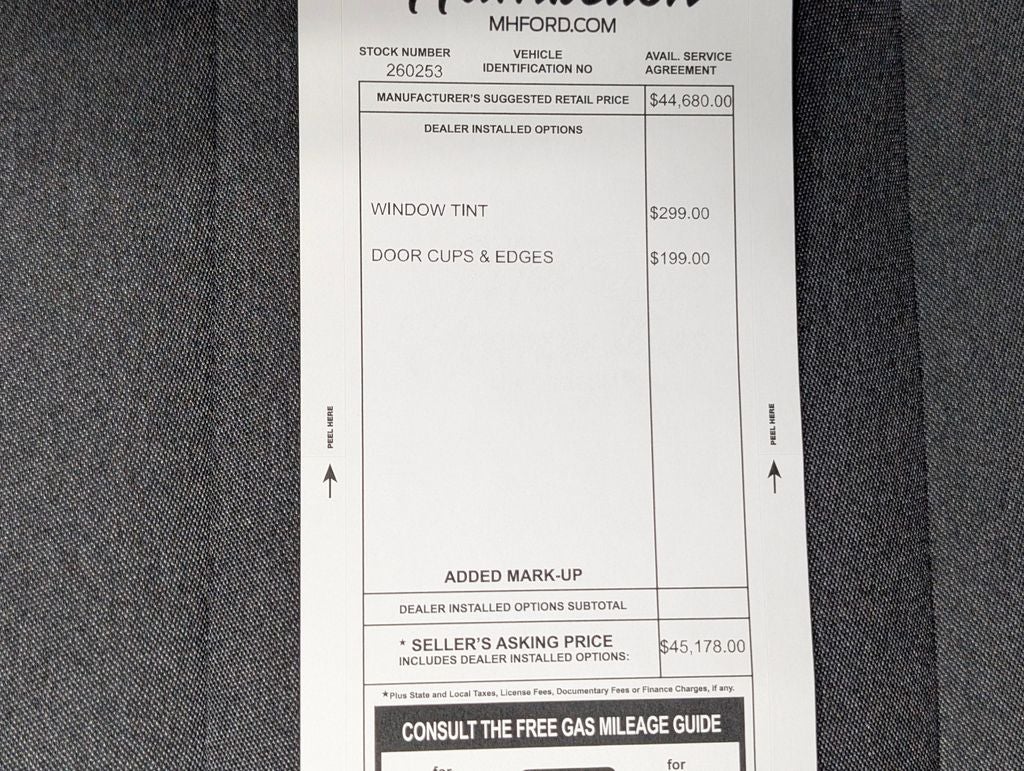 MHFORD.COM
STOCK NUMBER
260253
VEHICLE
IDENTIFICATION NO
AVAIL. SERVICE
AGREEMENT
MANUFACTURER'S SUGGESTED RETAIL PRICE $44,680.00
DEALER INSTALLED OPTIONS
WINDOW TINT $299.00
DOOR CUPS & EDGES $199.00
PEEL HERE
PEEL HERE
ADDED MARK-UP
DEALER INSTALLED OPTIONS SUBTOTAL
* SELLER'S ASKING PRICE $45,178.00
INCLUDES DEALER INSTALLED OPTIONS:
*Plus State and Local Taxes, License Fees, Documentary Fees or Finance Charges, if any.
CONSULT THE FREE GAS MILEAGE GUIDE
for for